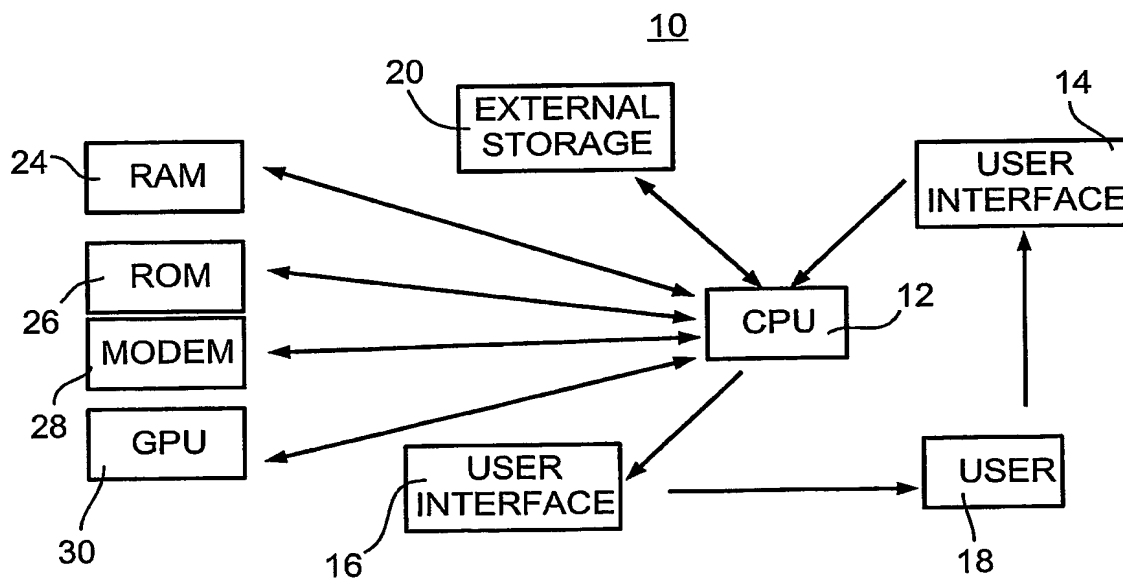 10
20
EXTERNAL
STORAGE
14
USER
INTERFACE
24
RAM
ROM
26
MODEM
28
GPU
30
CPU
12
USER
INTERFACE
16
USER
18